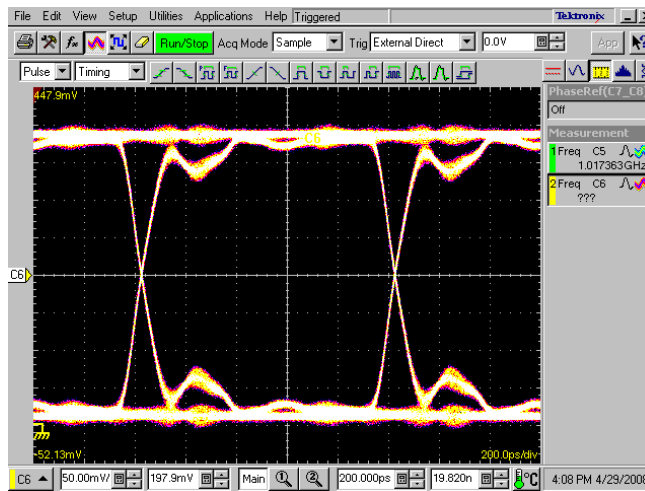 File Edit View Setup Utilities Applications Help Triggered Tektronix
Run/Stop Acq Mode Sample Trig External Direct 0.0V App
Pulse Timing
447.9mV
PhaseRef(C7_C8)
Off
Measurement
1 Freq C5
1.017363GHz
2 Freq C6
???
C6
C6
-52.13mV
200.0ps/div
C6 50.00mV/ 197.9mV Main 200.000ps 19.820n °C 4:08 PM 4/29/2008